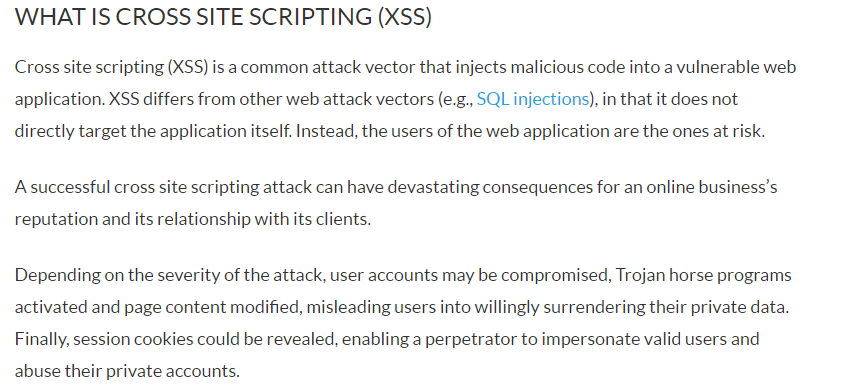 WHAT IS CROSS SITE SCRIPTING (XSS)
Cross site scripting (XSS) is a common attack vector that injects malicious code into a vulnerable web
application. XSS differs from other web attack vectors (e.g., SQL injections), in that it does not
directly target the application itself. Instead, the users of the web application are the ones at risk.
A successful cross site scripting attack can have devastating consequences for an online business’s
reputation and its relationship with its clients.
Depending on the severity of the attack, user accounts may be compromised, Trojan horse programs
activated and page content modified, misleading users into willingly surrendering their private data.
Finally, session cookies could be revealed, enabling a perpetrator to impersonate valid users and
abuse their private accounts.